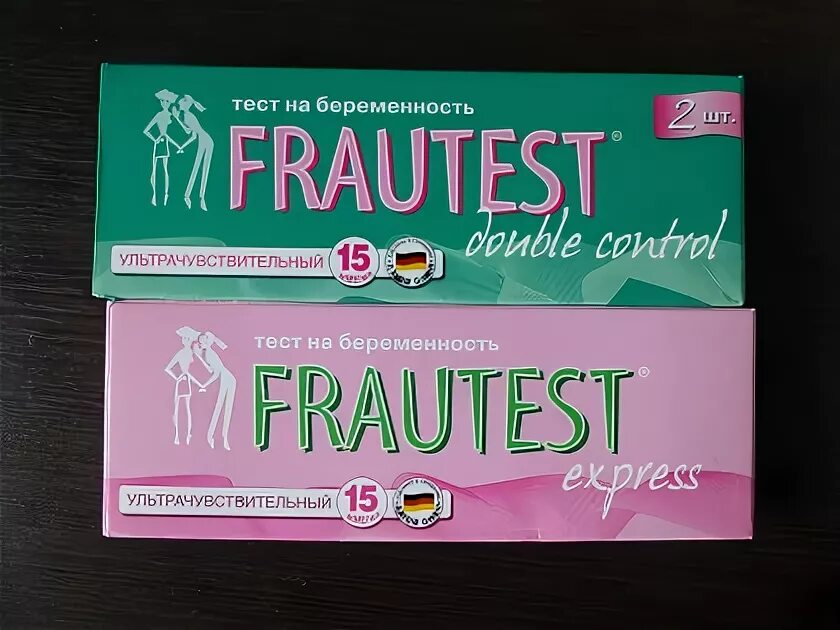 тест на беременность
2 шт.
FRAUTEST®
double control
УЛЬТРАЧУВСТВИТЕЛЬНЫЙ 15
тест на беременность
FRAUTEST®
express
УЛЬТРАЧУВСТВИТЕЛЬНЫЙ 15